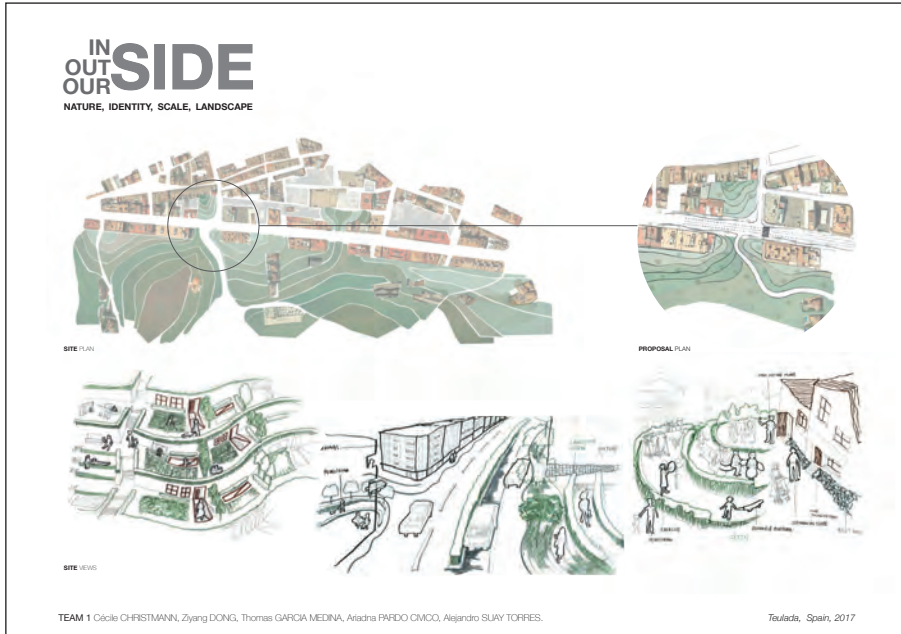 IN
OUT
OUR SIDE
NATURE, IDENTITY, SCALE, LANDSCAPE
SITE PLAN
PROPOSAL PLAN
SITE VIEWS
TEAM 1 Cécile CHRISTMANN, Ziyang DONG, Thomas GARCIA MEDINA, Ariadna PARDO CIVICO, Alejandro SUAY TORRES.
Teulada, Spain, 2017